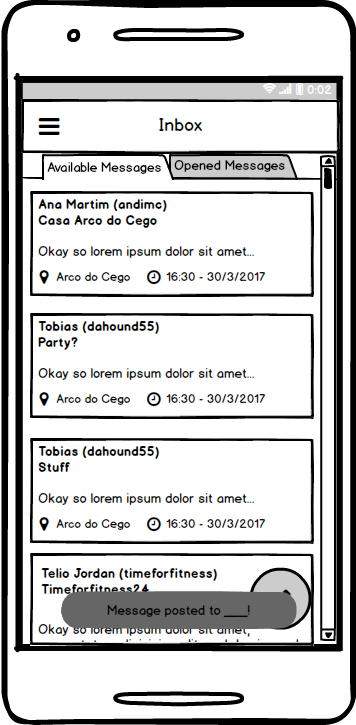 0:02
Inbox
Available Messages
Opened Messages
Ana Martim (andimc)
Casa Arco do Cego
Okay so lorem ipsum dolor sit amet...
Arco do Cego 16:30 - 30/3/2017
Tobias (dahound55)
Party?
Okay so lorem ipsum dolor sit amet...
Arco do Cego 16:30 - 30/3/2017
Tobias (dahound55)
Stuff
Okay so lorem ipsum dolor sit amet...
Arco do Cego 16:30 - 30/3/2017
Telio Jordan (timeforfitness)
Timeforfitness24
Message posted to ____!
Okay so lorem ipsum dolor sit amet,